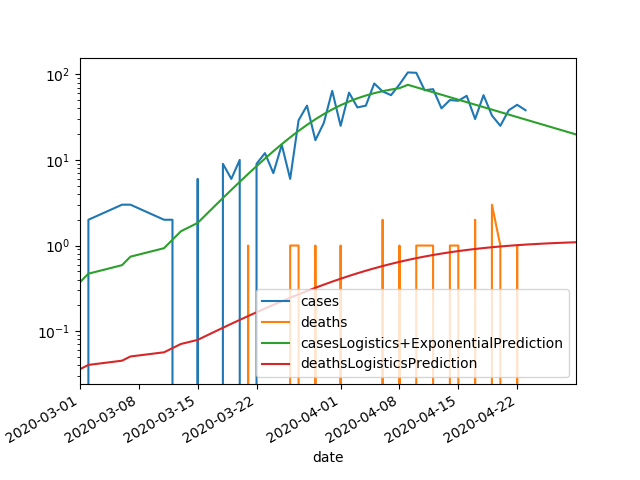 10²
10¹
10⁰
10⁻¹
cases
deaths
casesLogistics+ExponentialPrediction
deathsLogisticsPrediction
2020-03-01
2020-03-08
2020-03-15
2020-03-22
2020-04-01
2020-04-08
2020-04-15
2020-04-22
date